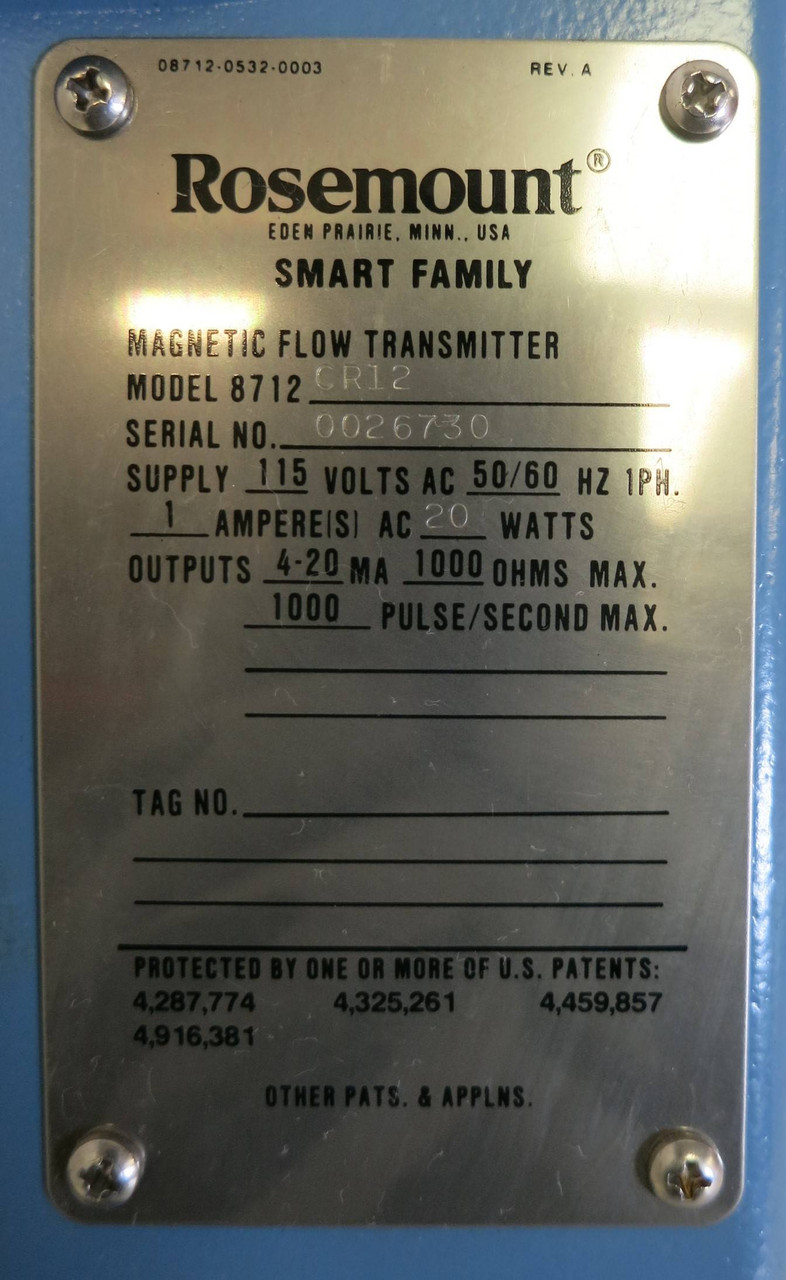 08712-0532-0003 REV. A
Rosemount®
EDEN PRAIRIE, MINN., USA
SMART FAMILY
MAGNETIC FLOW TRANSMITTER
MODEL 8712 CR12
SERIAL NO. 0026730
SUPPLY 115 VOLTS AC 50/60 HZ 1PH.
1 AMPERE(S) AC 20 WATTS
OUTPUTS 4-20 MA 1000 OHMS MAX.
1000 PULSE/SECOND MAX.
TAG NO.
PROTECTED BY ONE OR MORE OF U.S. PATENTS:
4,287,774 4,325,261 4,459,857
4,916,381
OTHER PATS. & APPLNS.